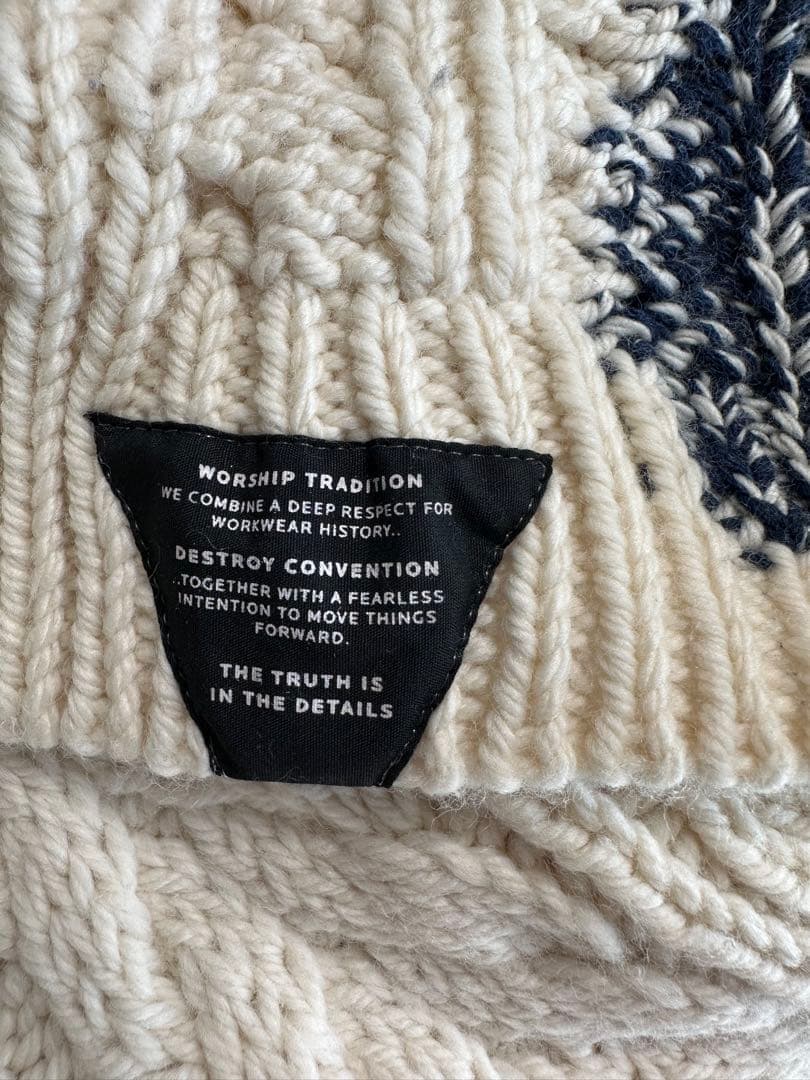 WORSHIP TRADITION
WE COMBINE A DEEP RESPECT FOR
WORKWEAR HISTORY..
DESTROY CONVENTION
..TOGETHER WITH A FEARLESS
INTENTION TO MOVE THINGS
FORWARD.
THE TRUTH IS
IN THE DETAILS